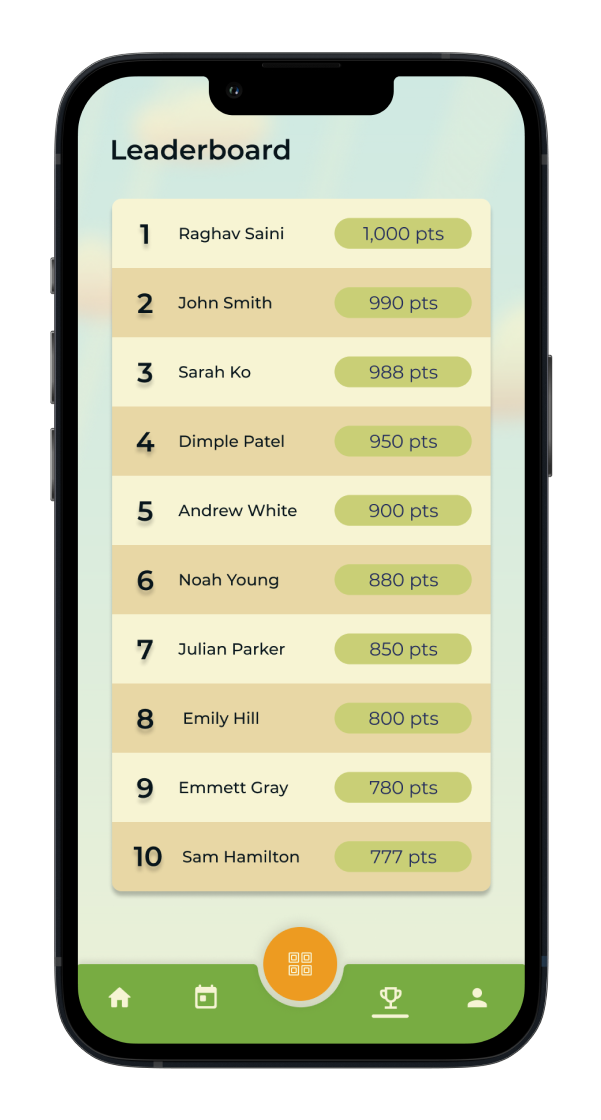 Leaderboard
1 Raghav Saini 1,000 pts
2 John Smith 990 pts
3 Sarah Ko 988 pts
4 Dimple Patel 950 pts
5 Andrew White 900 pts
6 Noah Young 880 pts
7 Julian Parker 850 pts
8 Emily Hill 800 pts
9 Emmett Gray 780 pts
10 Sam Hamilton 777 pts